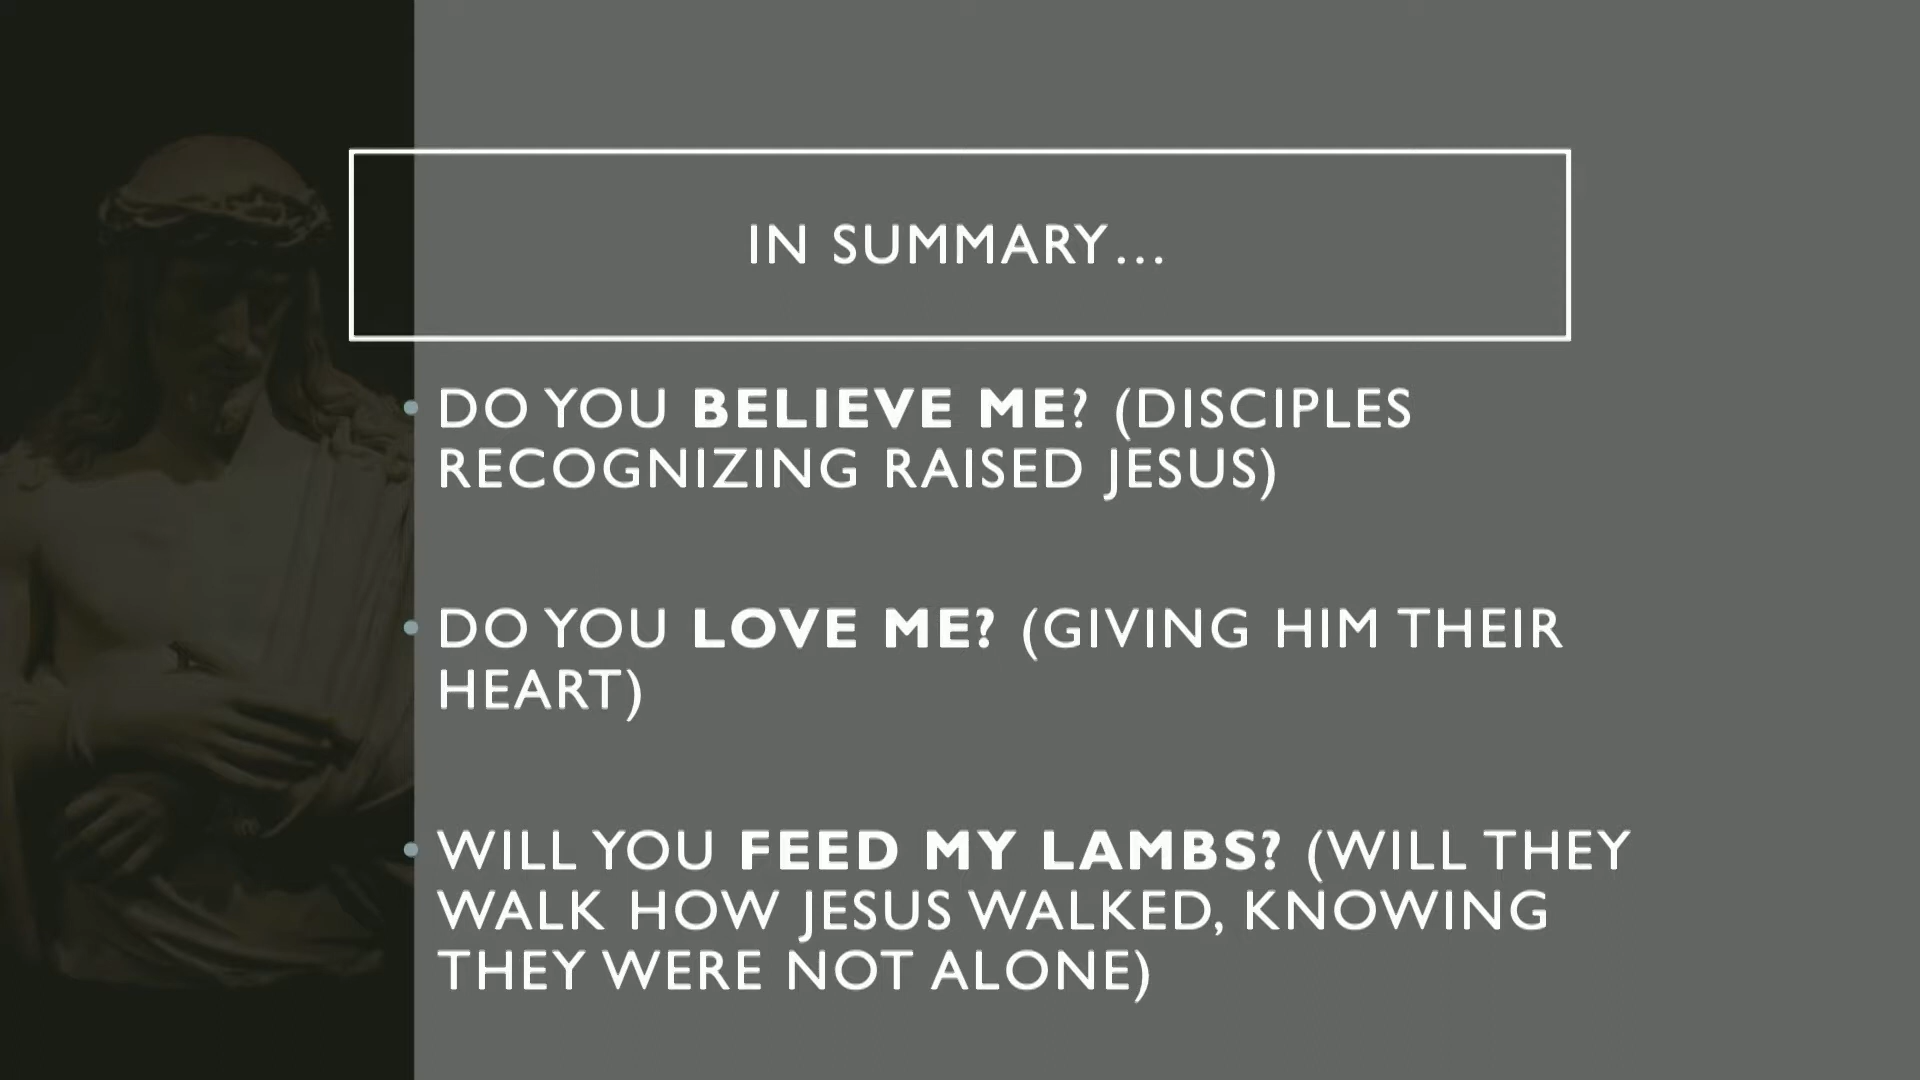 IN SUMMARY...
• DO YOU BELIEVE ME? (DISCIPLES
RECOGNIZING RAISED JESUS)
• DO YOU LOVE ME? (GIVING HIM THEIR
HEART)
• WILL YOU FEED MY LAMBS? (WILL THEY
WALK HOW JESUS WALKED, KNOWING
THEY WERE NOT ALONE)